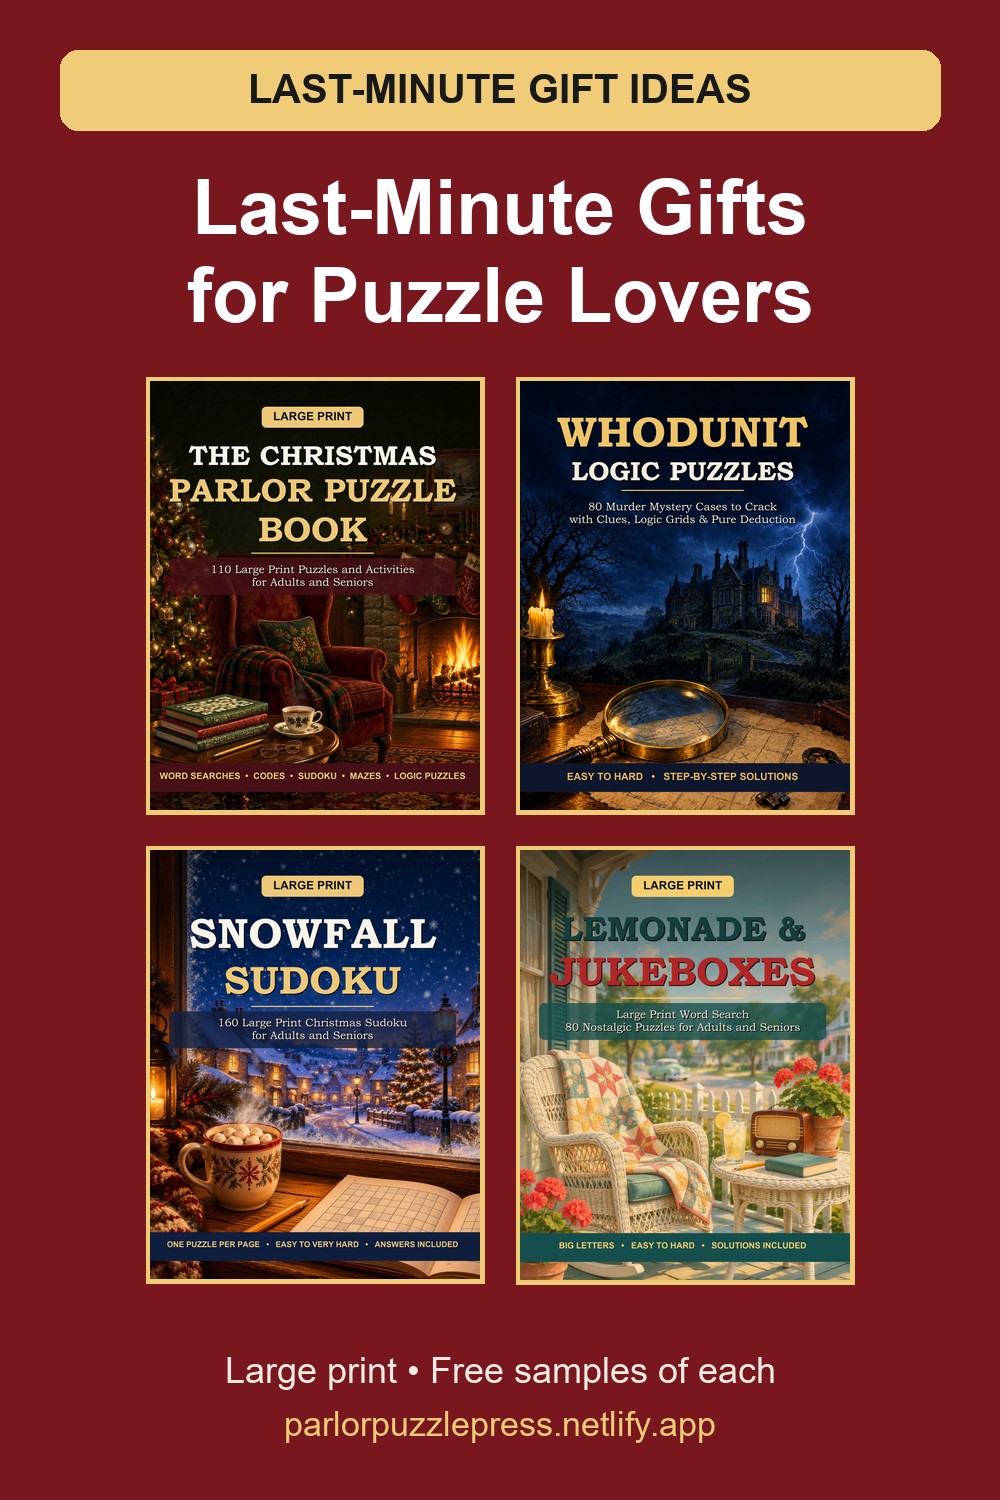 LAST-MINUTE GIFT IDEAS
Last-Minute Gifts
for Puzzle Lovers
LARGE PRINT
THE CHRISTMAS
PARLOR PUZZLE
BOOK
110 Large Print Puzzles and Activities
for Adults and Seniors
WORD SEARCHES • CODES • SUDOKU • MAZES • LOGIC PUZZLES
WHODUNIT
LOGIC PUZZLES
80 Murder Mystery Cases to Crack
with Clues, Logic Grids & Pure Deduction
EASY TO HARD • STEP-BY-STEP SOLUTIONS
LARGE PRINT
SNOWFALL
SUDOKU
160 Large Print Christmas Sudoku
for Adults and Seniors
ONE PUZZLE PER PAGE • EASY TO VERY HARD • ANSWERS INCLUDED
LARGE PRINT
LEMONADE &
JUKEBOXES
Large Print Word Search
80 Nostalgic Puzzles for Adults and Seniors
BIG LETTERS • EASY TO HARD • SOLUTIONS INCLUDED
Large print • Free samples of each
parlorpuzzlepress.netlify.app